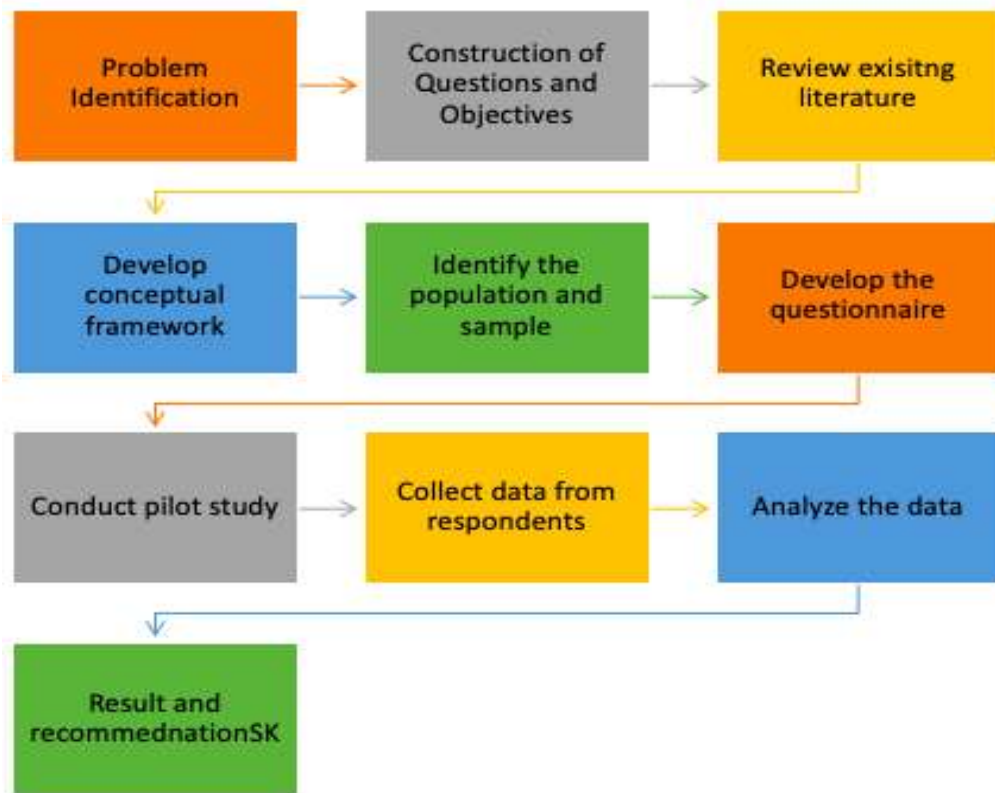 Problem
Identification
Construction of
Questions and
Objectives
Review exisitng
literature
Develop
conceptual
framework
Identify the
population and
sample
Develop the
questionnaire
Conduct pilot study
Collect data from
respondents
Analyze the data
Result and
recommednationSK